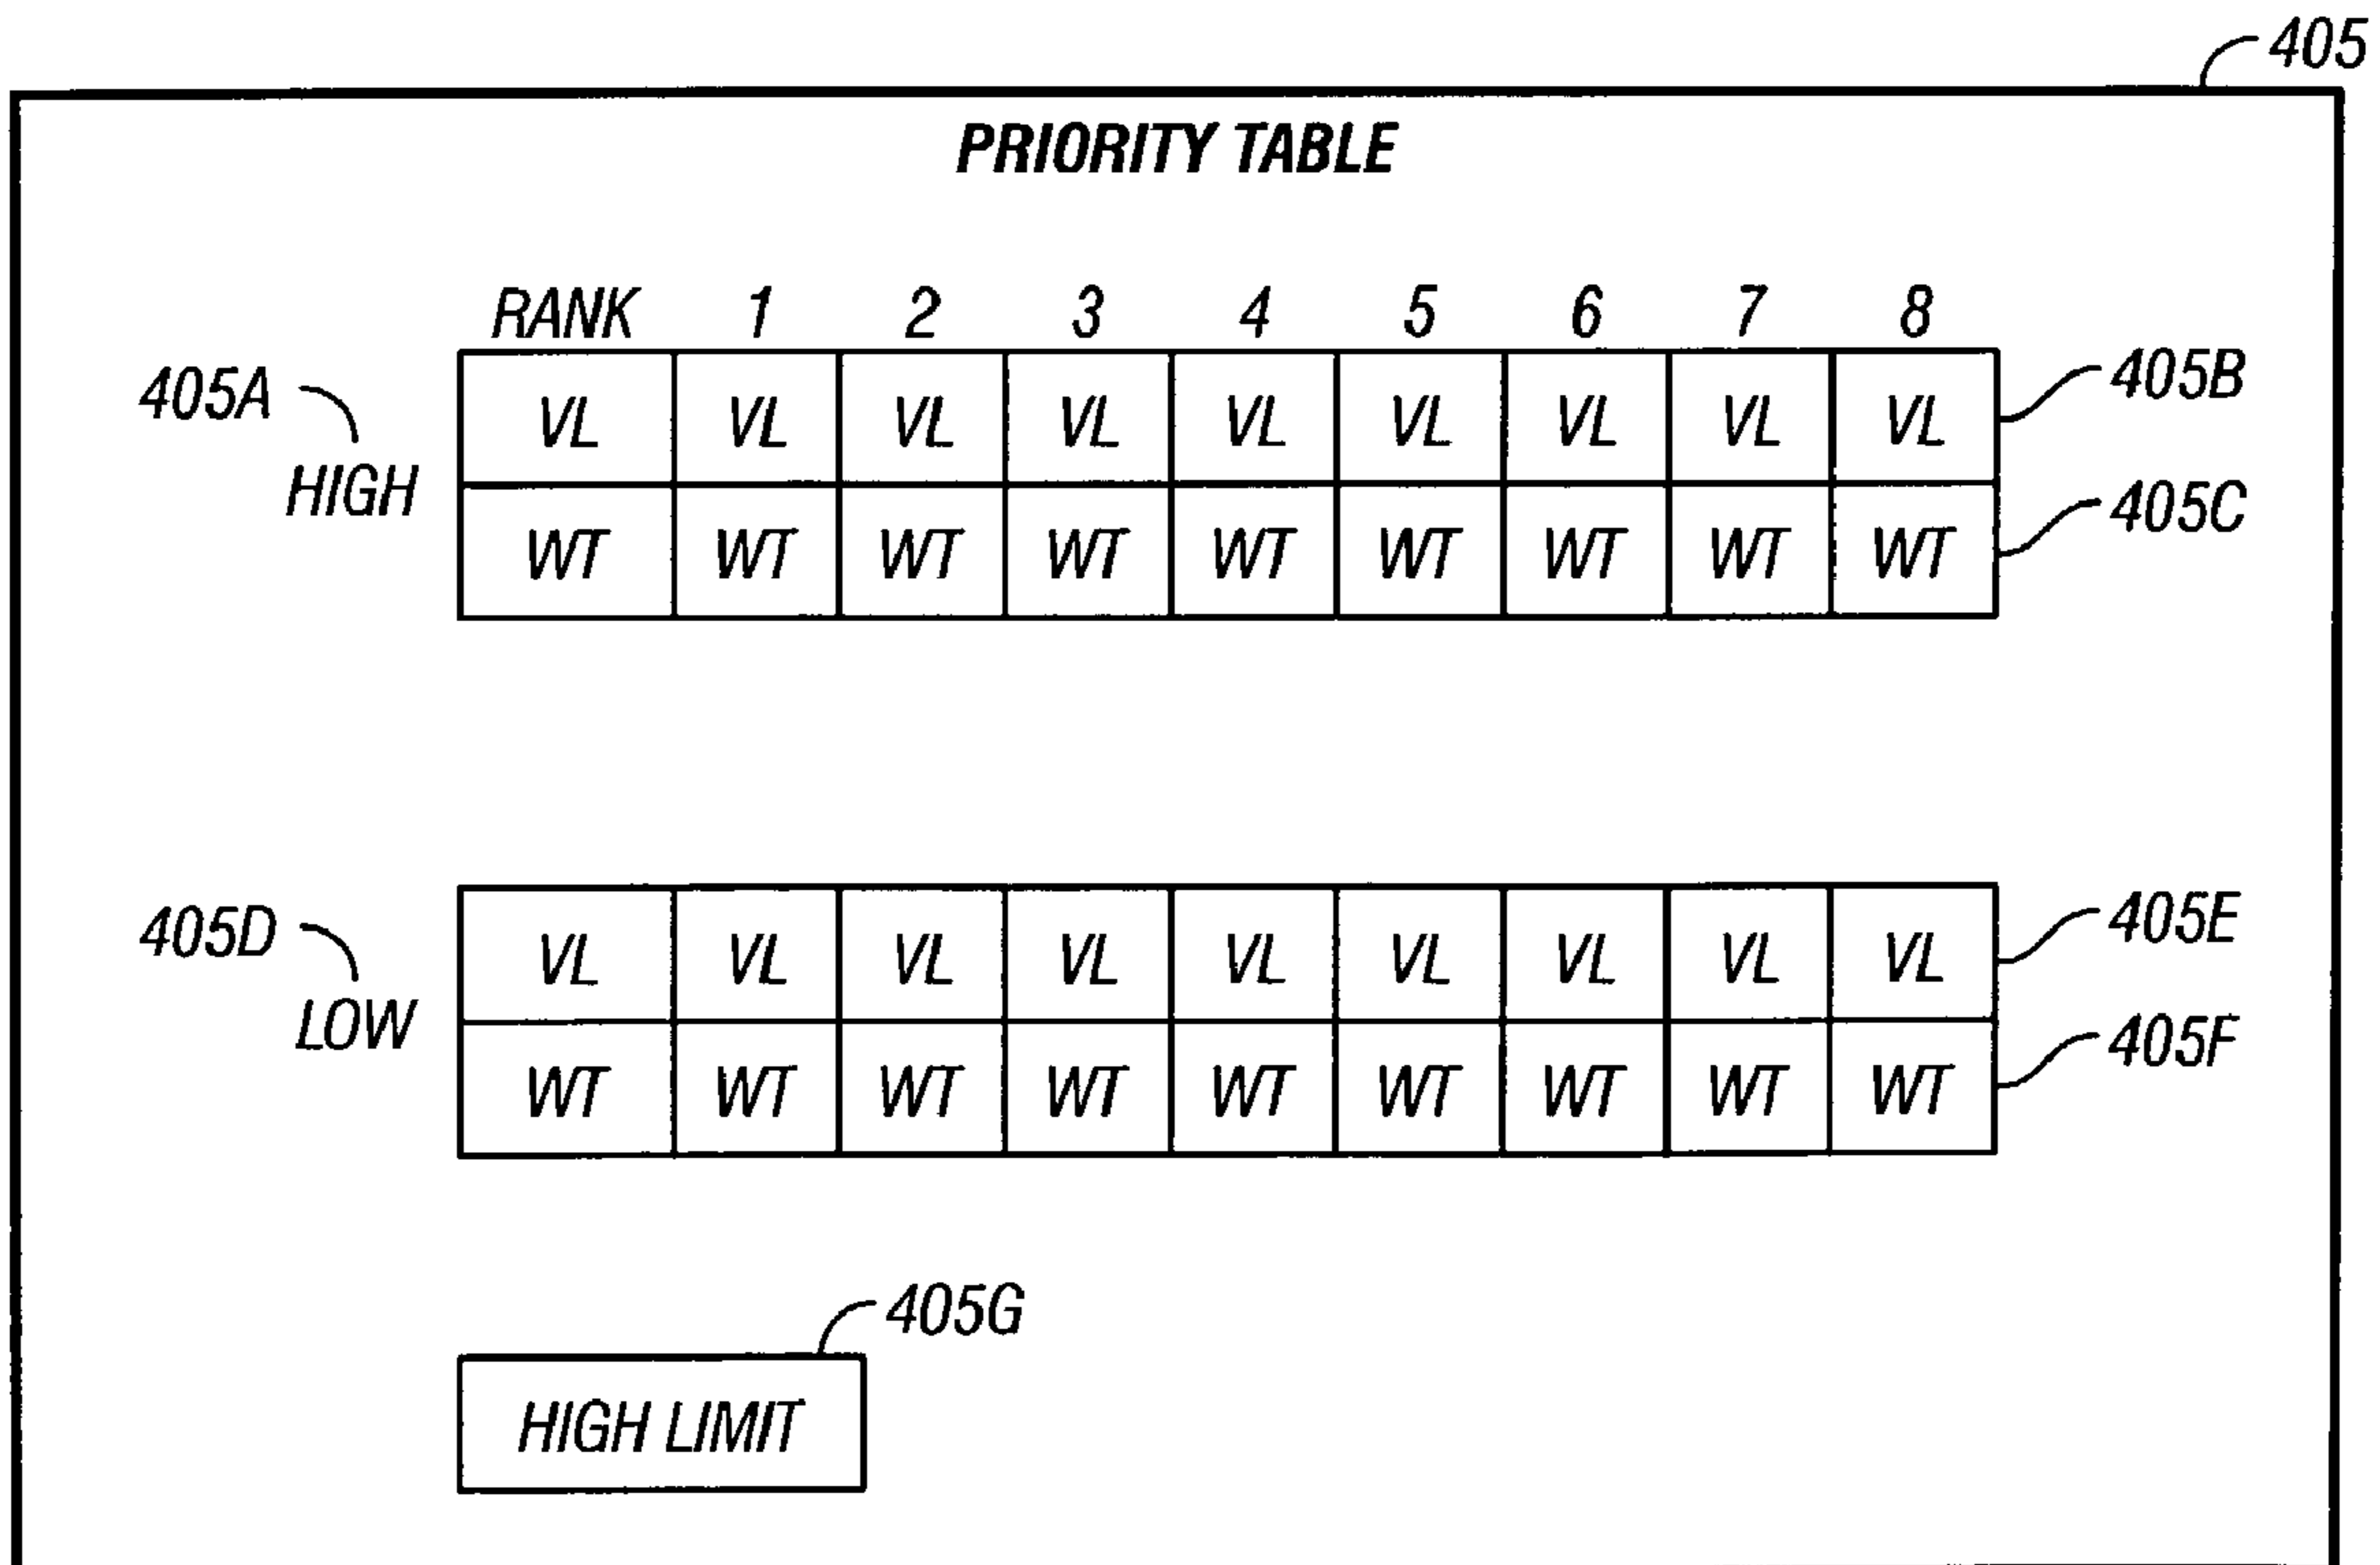 405
PRIORITY TABLE
RANK 1 2 3 4 5 6 7 8
405A HIGH
VL VL VL VL VL VL VL VL VL 405B
WT WT WT WT WT WT WT WT WT 405C
405D LOW
VL VL VL VL VL VL VL VL VL 405E
WT WT WT WT WT WT WT WT WT 405F
405G
HIGH LIMIT